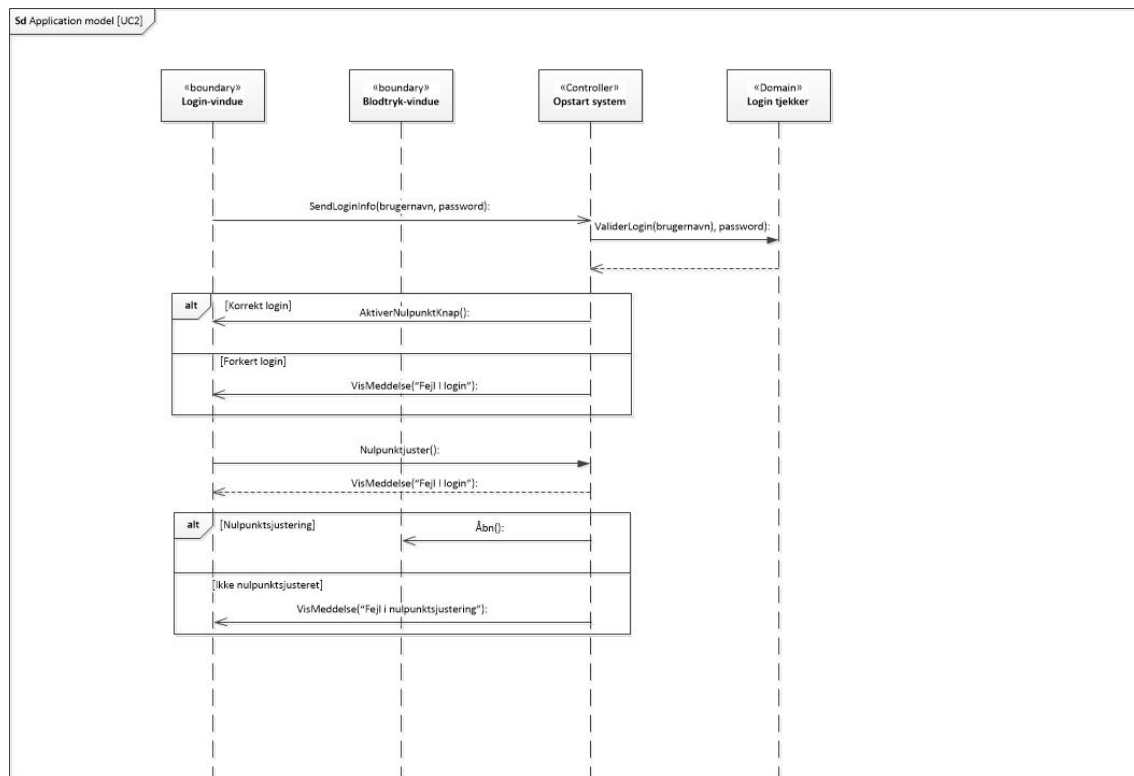 Sd Application model [UC2]
«boundary»
Login-vindue
«boundary»
Blodtryk-vindue
«Controller»
Opstart system
«Domain»
Login tjekker
SendLoginInfo(brugernavn, password):
ValiderLogin(brugernavn), password):
alt
[Korrekt login]
AktiverNulpunktKnap():
[Forkert login]
VisMeddelse("Fejl I login"):
Nulpunktjuster():
VisMeddelse("Fejl I login"):
alt
[Nulpunktsjustering]
Åbn():
[Ikke nulpunktsjusteret]
VisMeddelse("Fejl i nulpunktsjustering"):